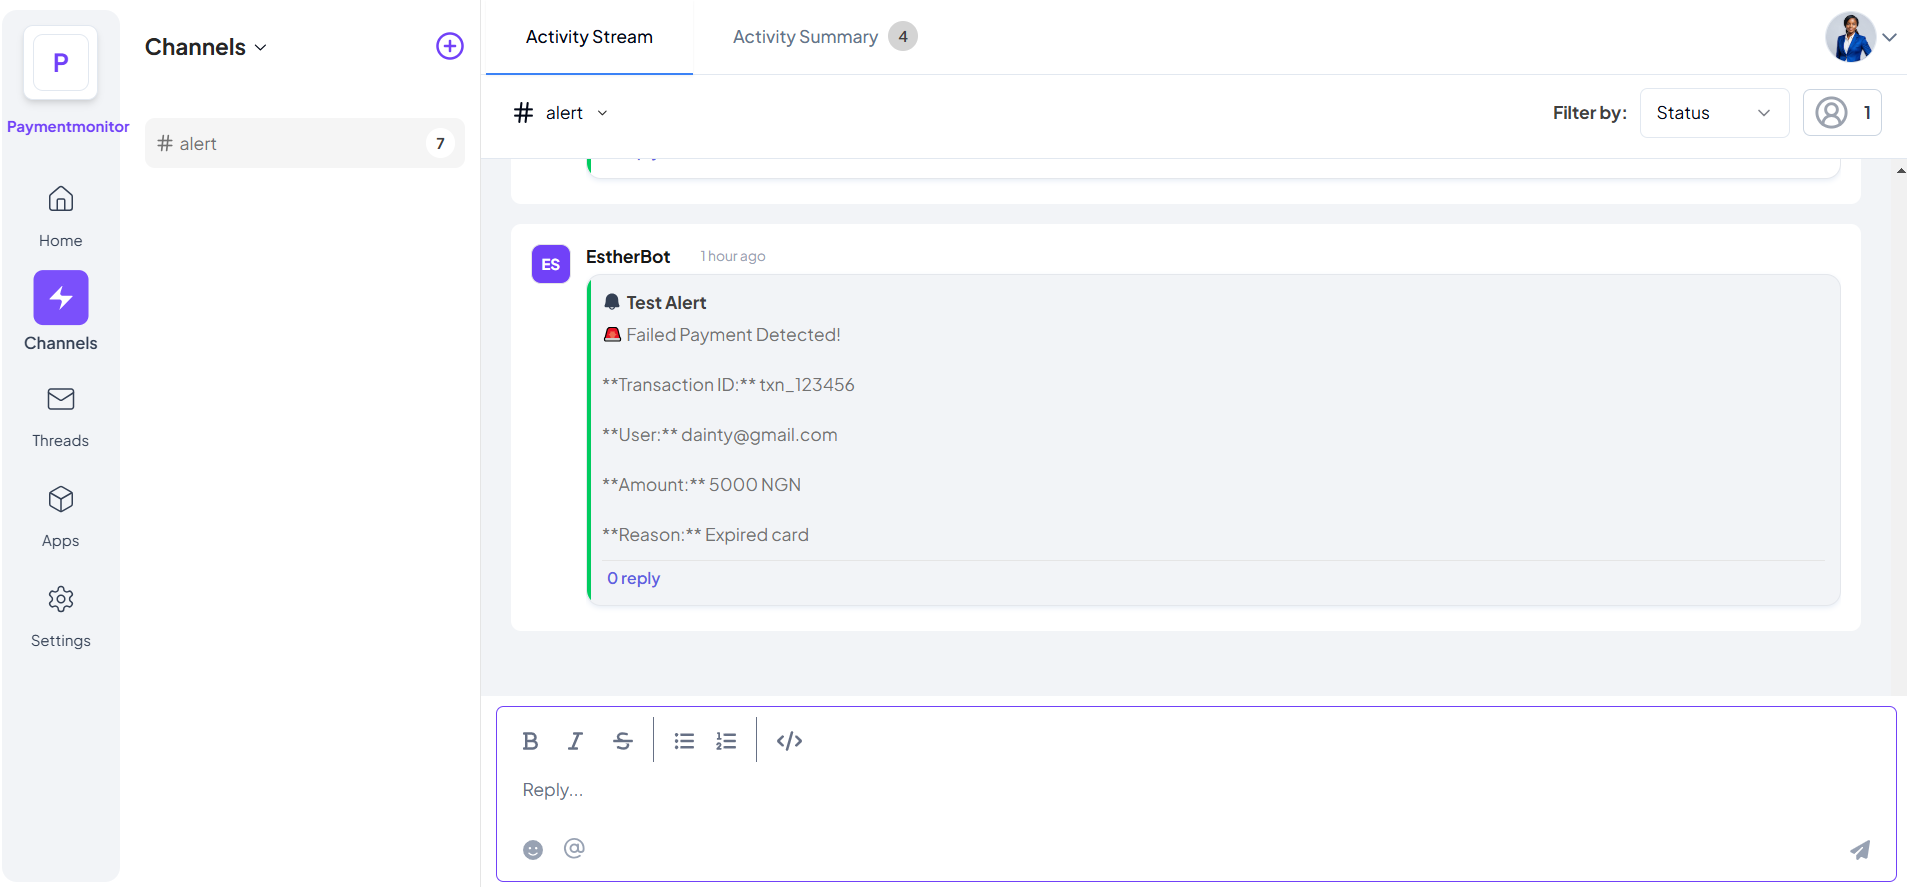 P
Paymentmonitor
Home
Channels
Threads
Apps
Settings
Channels
# alert 7
Activity Stream
Activity Summary 4
# alert
Filter by: Status 1
ES
EstherBot 1 hour ago
Test Alert
Failed Payment Detected!
**Transaction ID:** txn_123456
**User:** dainty@gmail.com
**Amount:** 5000 NGN
**Reason:** Expired card
0 reply
B I S </>
Reply...
@